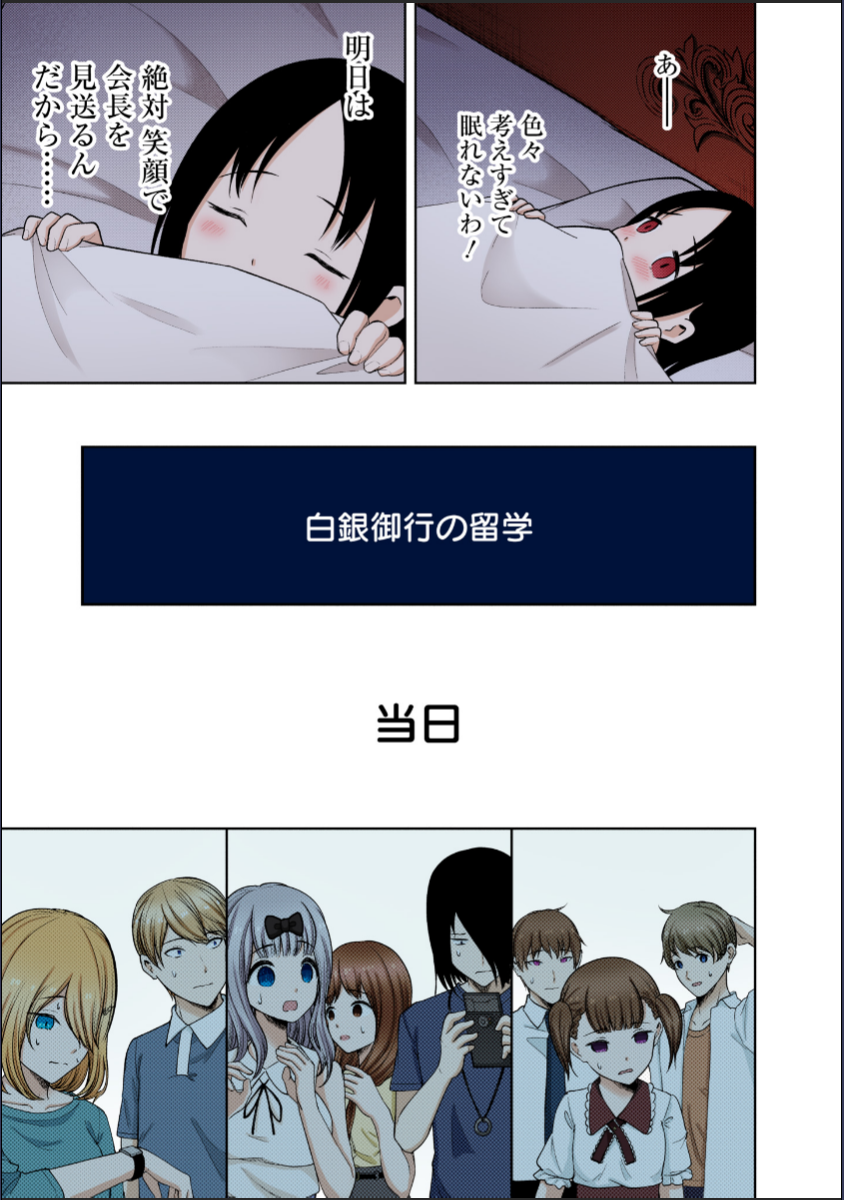 あ──
色々
考えすぎて
眠れないわ！
明日は
絶対 笑顔で
会長を
見送るん
だから……
白銀御行の留学
当日